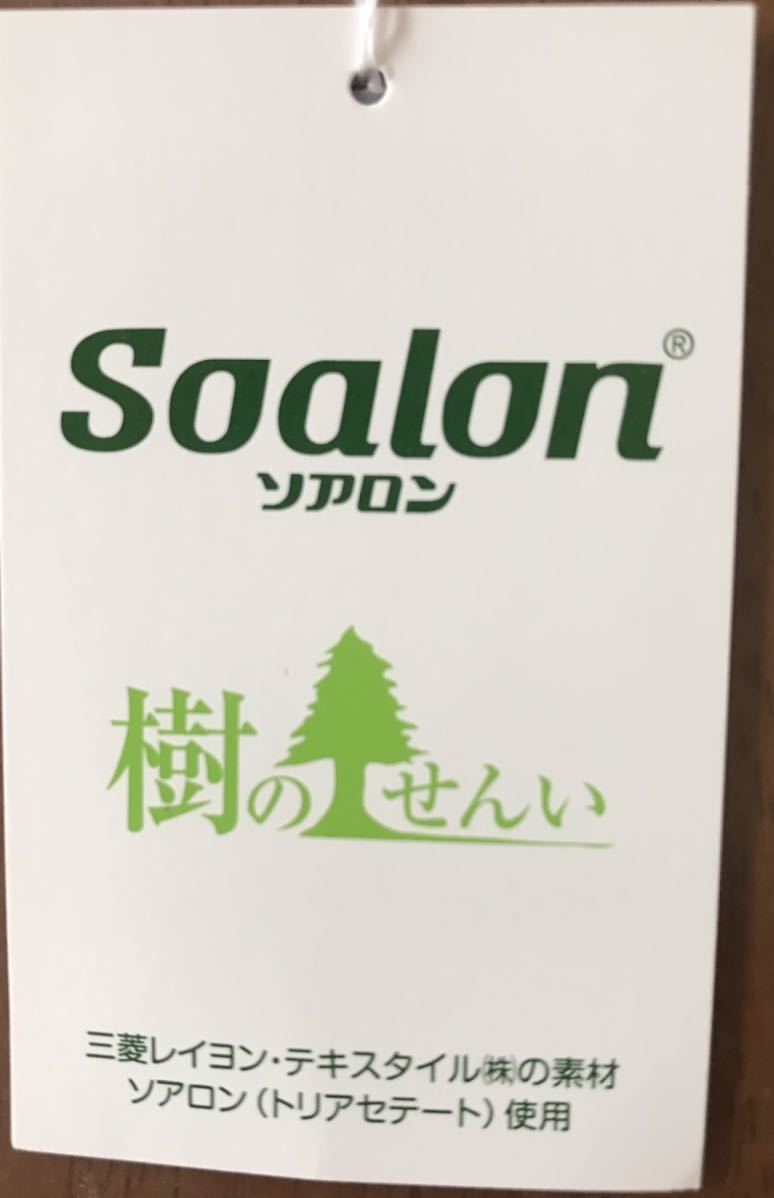 Soalon®
ソアロン
樹のせんい
三菱レイヨン・テキスタイル㈱の素材
ソアロン(トリアセテート)使用